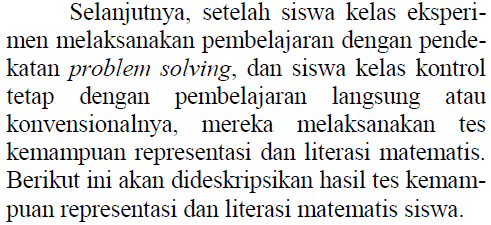 Selanjutnya, setelah siswa kelas eksperi-
men melaksanakan pembelajaran dengan pende-
katan problem solving, dan siswa kelas kontrol
tetap dengan pembelajaran langsung atau
konvensionalnya, mereka melaksanakan tes
kemampuan representasi dan literasi matematis.
Berikut ini akan dideskripsikan hasil tes kemam-
puan representasi dan literasi matematis siswa.